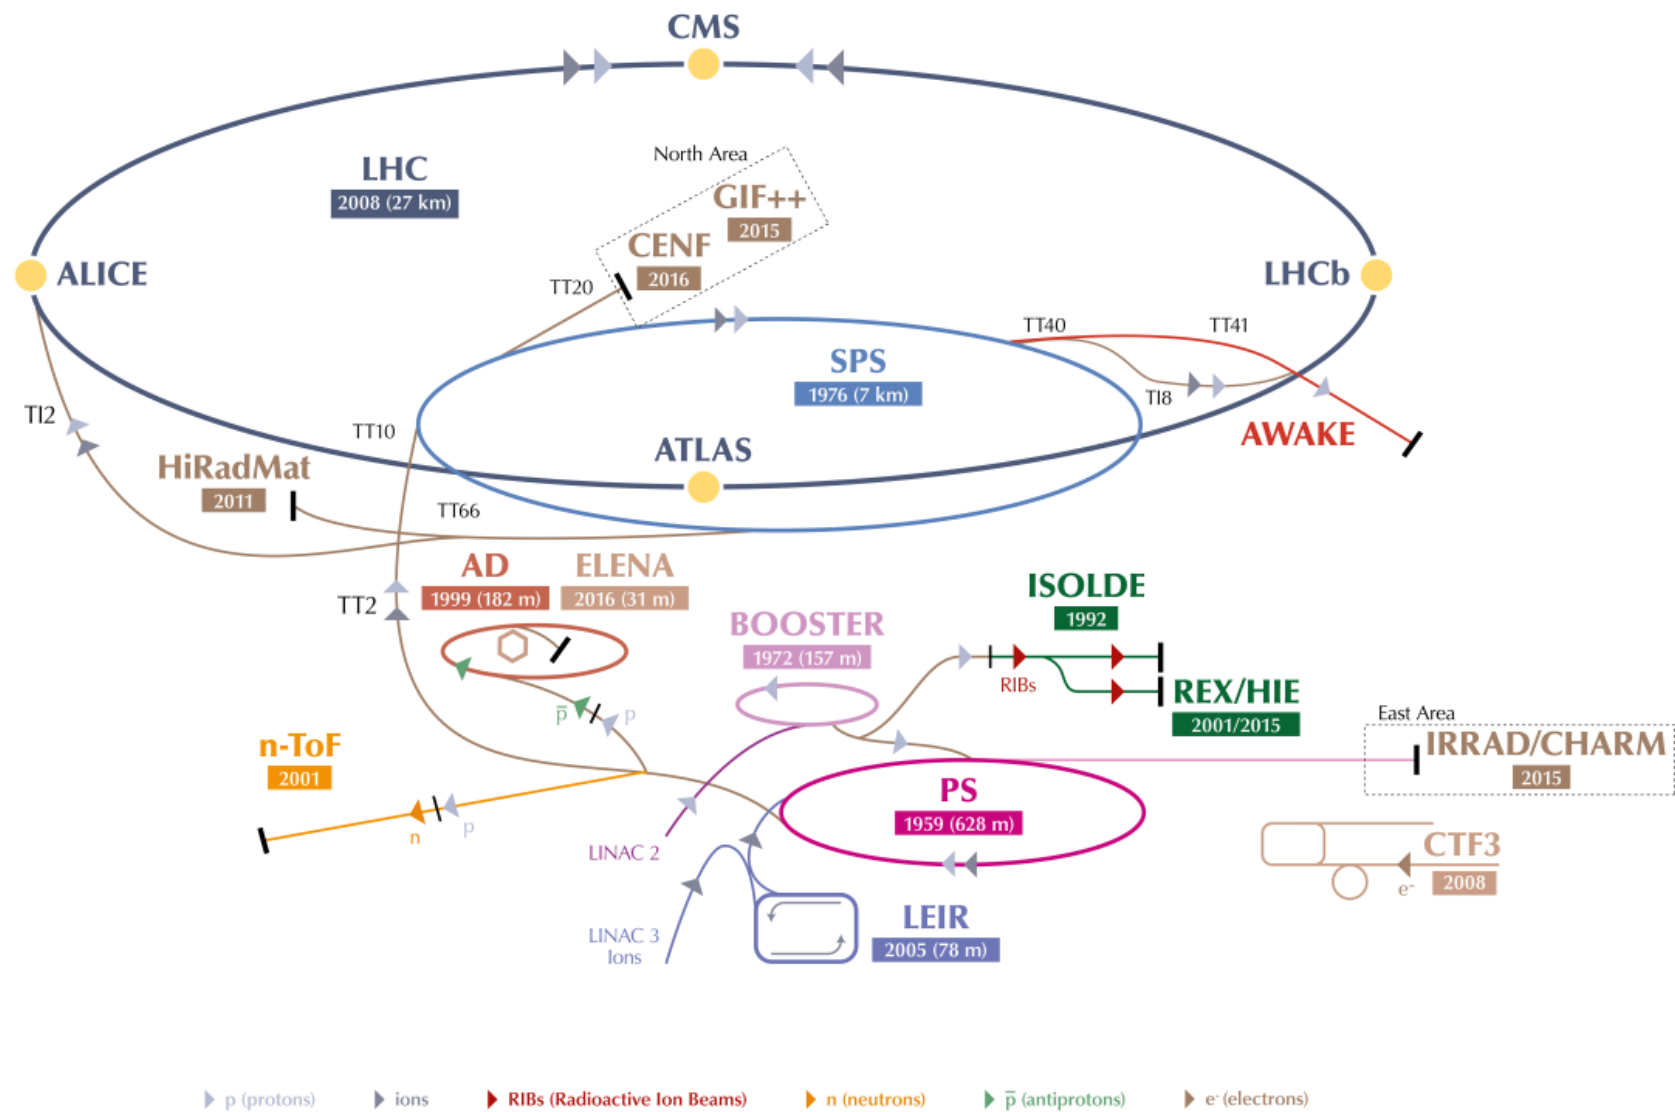 CMS
North Area
LHC
2008 (27 km)
GIF++
2015
CENF
2016
ALICE
LHCb
TT20
TT40
TT41
SPS
1976 (7 km)
TI8
TI2
TT10
AWAKE
ATLAS
HiRadMat
2011
TT66
AD
1999 (182 m)
ELENA
2016 (31 m)
TT2
ISOLDE
1992
BOOSTER
1972 (157 m)
RIBs
REX/HIE
2001/2015
p̅
p
East Area
IRRAD/CHARM
2015
n-ToF
2001
PS
1959 (628 m)
n
p
LINAC 2
CTF3
2008
e-
LEIR
2005 (78 m)
LINAC 3
Ions
p (protons)
ions
RIBs (Radioactive Ion Beams)
n (neutrons)
p̅ (antiprotons)
e- (electrons)